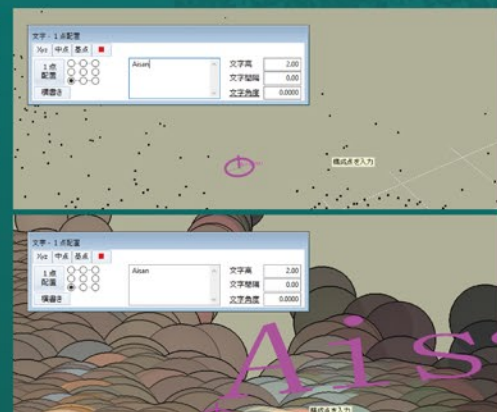 文字 - 1点配置
Xyz 中点 基点
1点
配置
横書き
Aisan
文字高 2.00
文字間隔 0.00
文字角度 0.0000
構成点を入力
文字 - 1点配置
Xyz 中点 基点
1点
配置
横書き
Aisan
文字高 2.00
文字間隔 0.00
文字角度 0.0000
Ais
構成点を入力